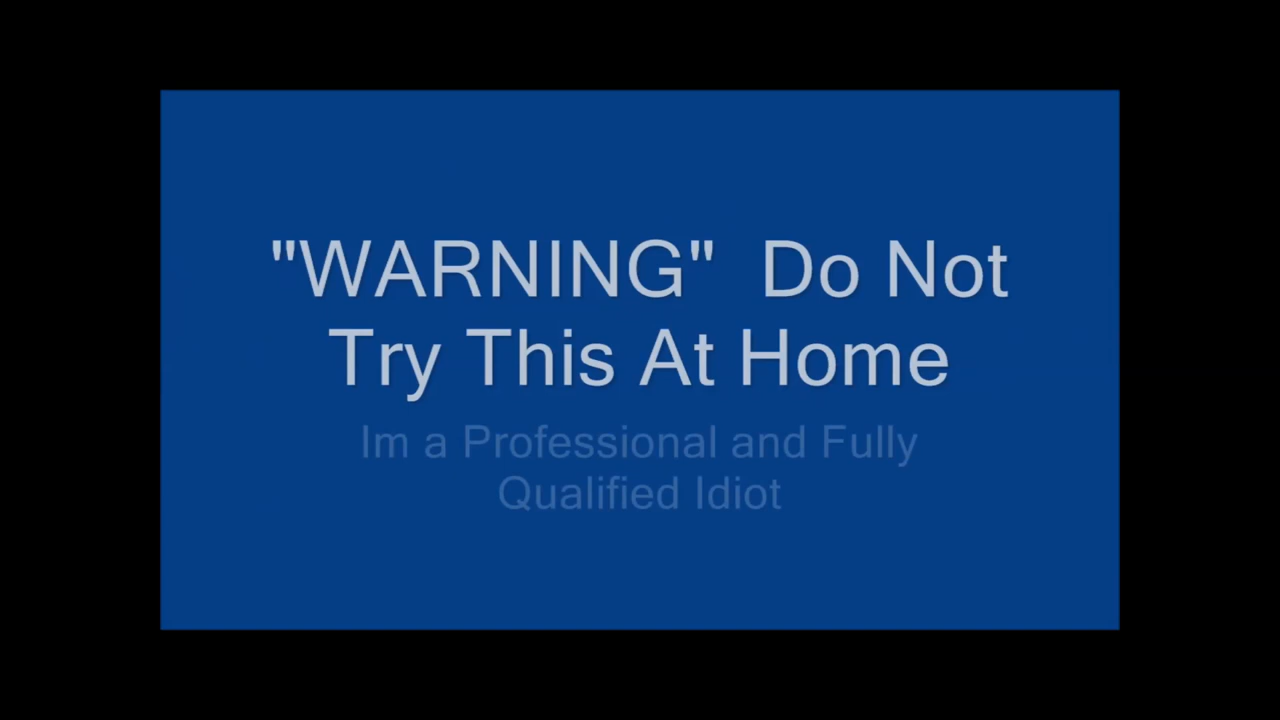 "WARNING"  Do Not
Try This At Home
Im a Professional and Fully
Qualified Idiot